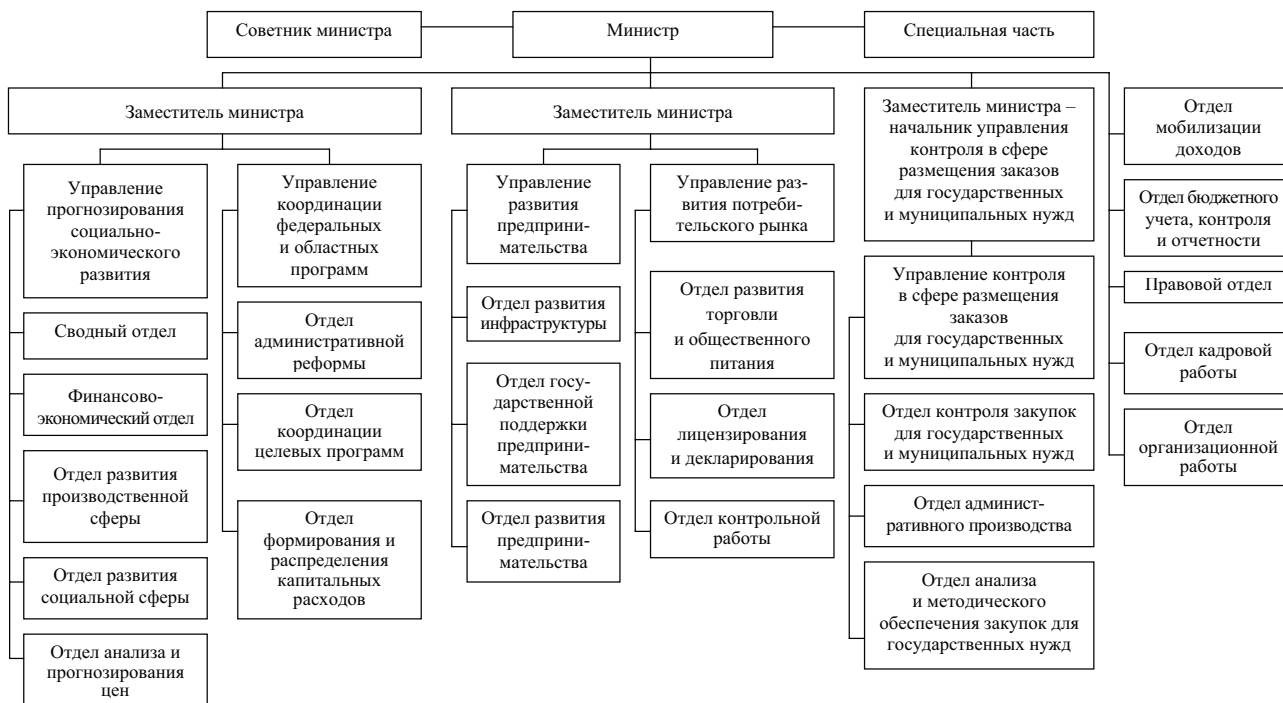 Советник министра
Министр
Специальная часть
Заместитель министра
Заместитель министра
Заместитель министра –
начальник управления
контроля в сфере
размещения заказов
для государственных
и муниципальных нужд
Отдел
мобилизации
доходов
Управление
прогнозирования
социально-
экономического
развития
Управление
координации
федеральных
и областных
программ
Управление
развития
предприни-
мательства
Управление раз-
вития потреби-
тельского рынка
Отдел бюджетного
учета, контроля
и отчетности
Управление контроля
в сфере размещения
заказов
для государственных
и муниципальных нужд
Правовой отдел
Сводный отдел
Отдел
административной
реформы
Отдел развития
инфраструктуры
Отдел развития
торговли
и общественного
питания
Отдел кадровой
работы
Финансово-
экономический отдел
Отдел
координации
целевых программ
Отдел госу-
дарственной
поддержки
предприни-
мательства
Отдел
лицензирования
и декларирования
Отдел контроля закупок
для государственных
и муниципальных нужд
Отдел
организационной
работы
Отдел развития
производственной
сферы
Отдел
формирования и
распределения
капитальных
расходов
Отдел развития
предприни-
мательства
Отдел контрольной
работы
Отдел админист-
ративного производства
Отдел развития
социальной сферы
Отдел анализа
и методического
обеспечения закупок для
государственных нужд
Отдел анализа и
прогнозирования
цен